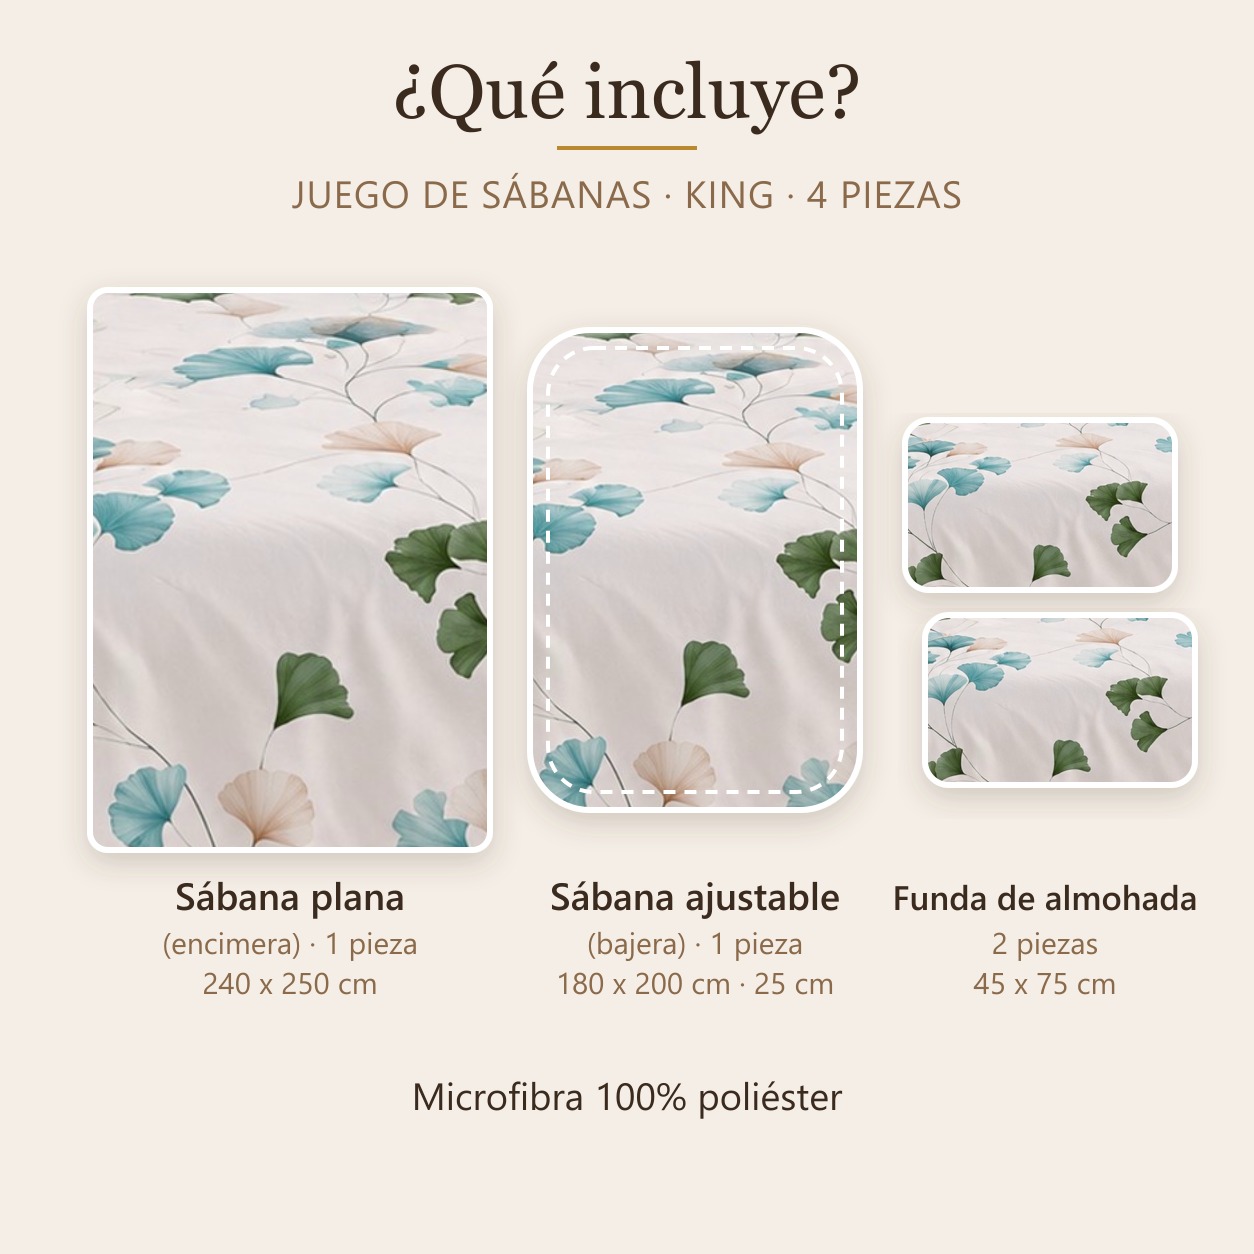 ¿Qué incluye?
JUEGO DE SÁBANAS · KING · 4 PIEZAS
Sábana plana
(encimera) · 1 pieza
240 x 250 cm
Sábana ajustable
(bajera) · 1 pieza
180 x 200 cm · 25 cm
Funda de almohada
2 piezas
45 x 75 cm
Microfibra 100% poliéster